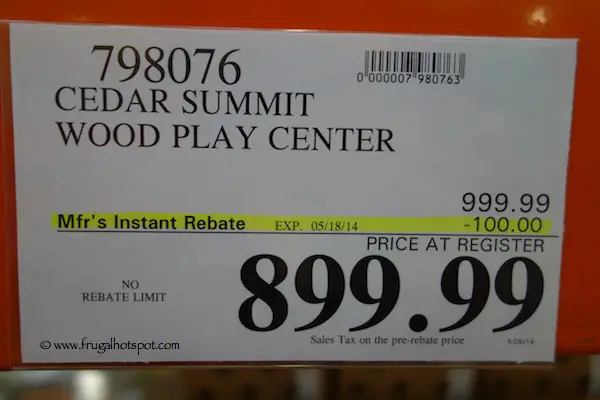 798076
0 000007 980763
CEDAR SUMMIT
WOOD PLAY CENTER
999.99
Mfr's Instant Rebate EXP. 05/18/14 -100.00
PRICE AT REGISTER
NO
REBATE LIMIT
899.99
Sales Tax on the pre-rebate price
© www.frugalhotspot.com